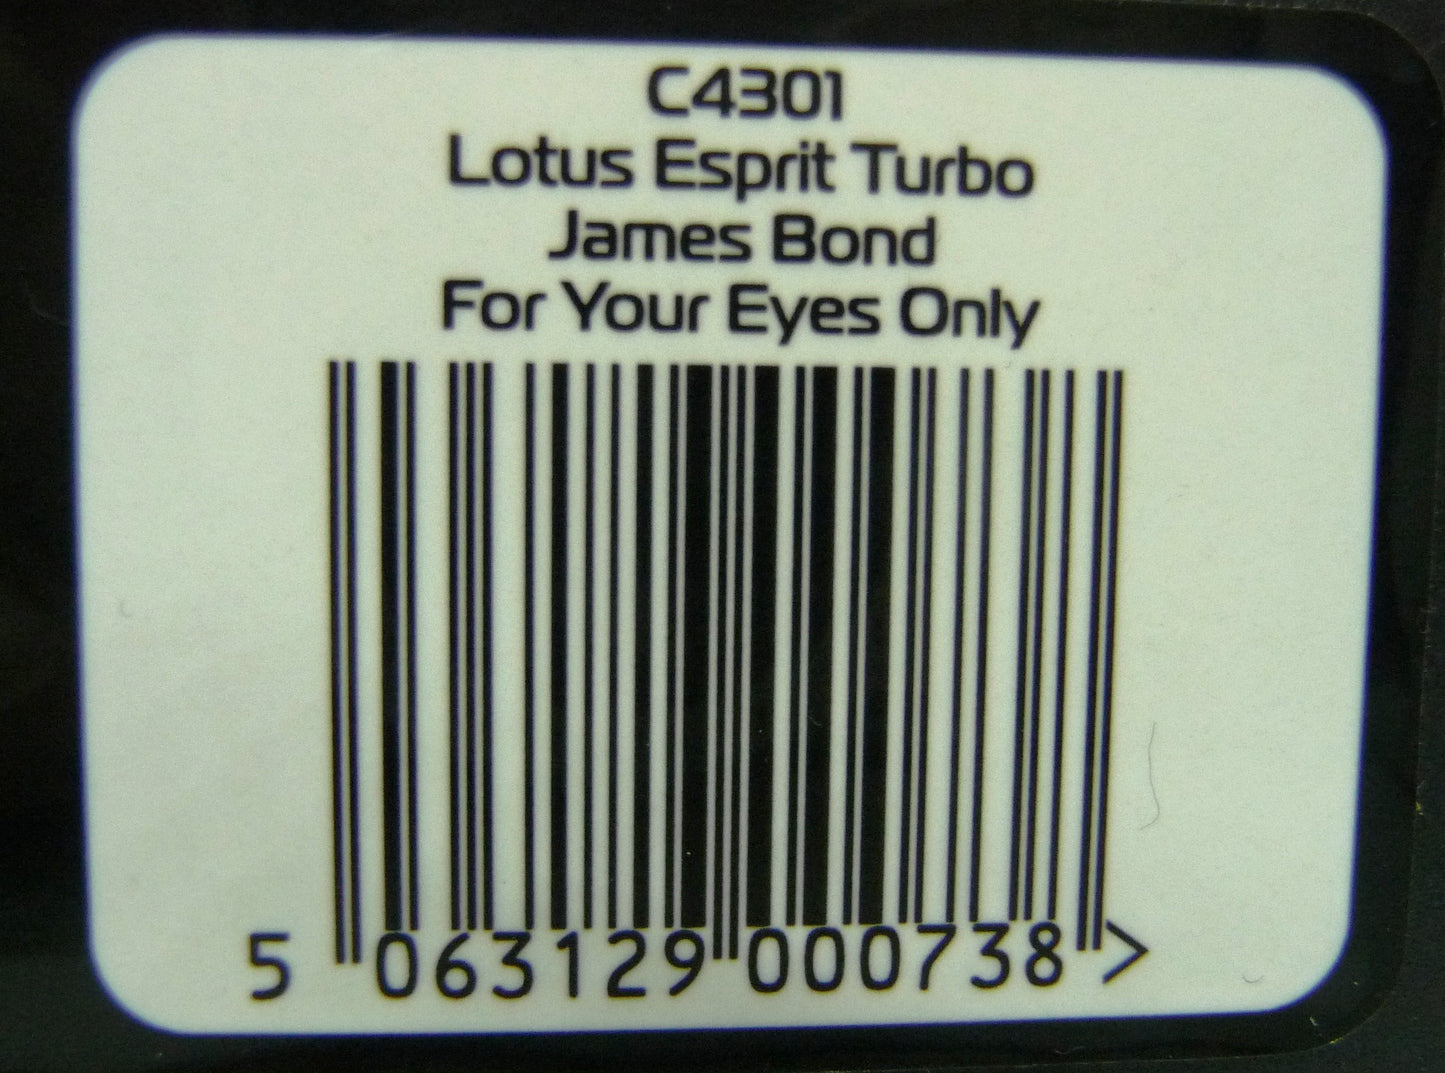 C4301
Lotus Esprit Turbo
James Bond
For Your Eyes Only
5 063129 000738 >